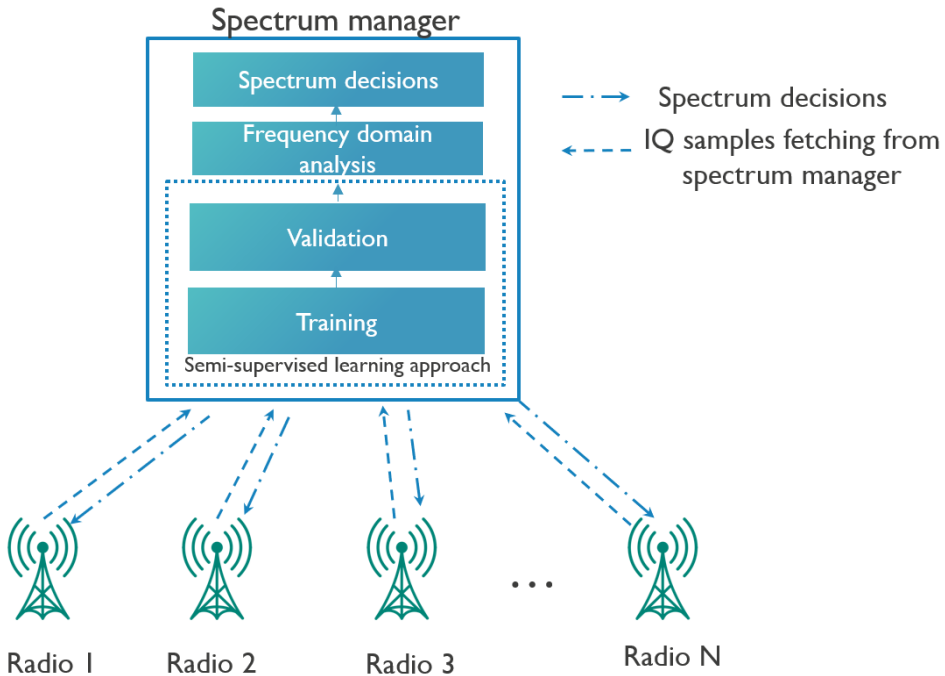 Spectrum manager
Spectrum decisions
Frequency domain
analysis
Validation
Training
Semi-supervised learning approach
Spectrum decisions
IQ samples fetching from
spectrum manager
...
Radio 1
Radio 2
Radio 3
Radio N